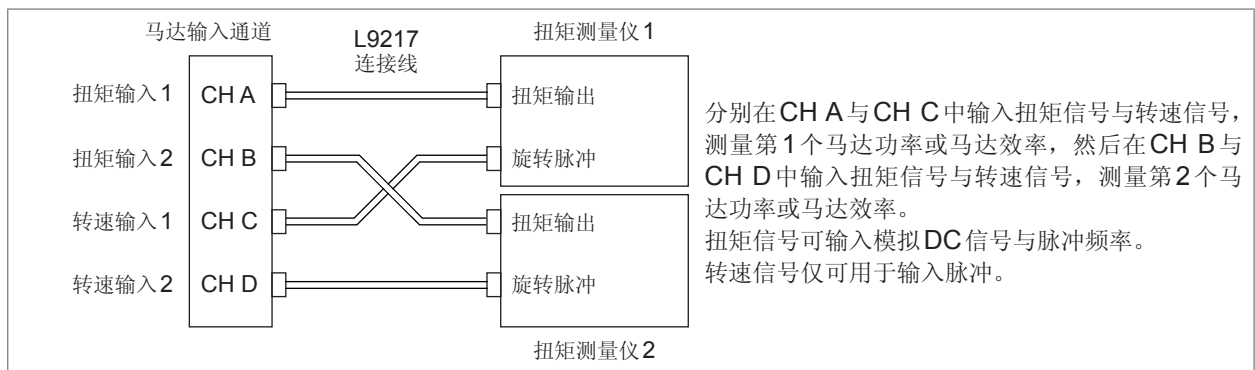 马达输入通道
L9217
连接线
扭矩测量仪1
扭矩输入1
CH A
扭矩输出
扭矩输入2
CH B
旋转脉冲
转速输入1
CH C
扭矩输出
转速输入2
CH D
旋转脉冲
扭矩测量仪2
分别在CH A与CH C中输入扭矩信号与转速信号，
测量第1个马达功率或马达效率，然后在CH B与
CH D中输入扭矩信号与转速信号，测量第2个马
达功率或马达效率。
扭矩信号可输入模拟DC信号与脉冲频率。
转速信号仅可用于输入脉冲。